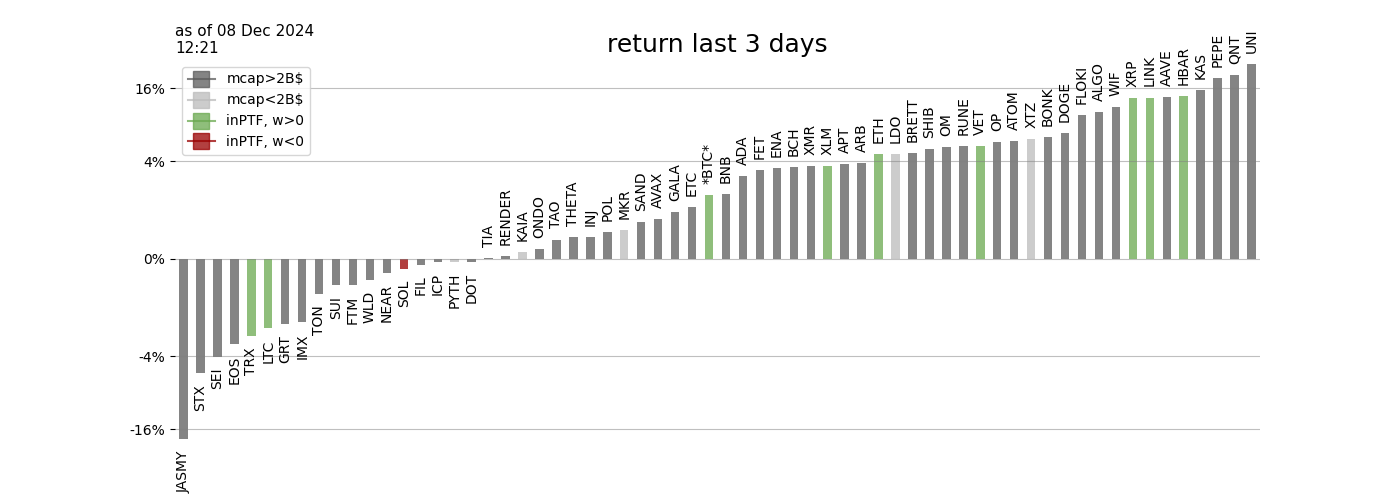 as of 08 Dec 2024
12:21
return last 3 days
mcap>2B$
mcap<2B$
inPTF, w>0
inPTF, w<0
16%
4%
0%
-4%
-16%
JASMY
STX
SEI
EOS
TRX
LTC
GRT
IMX
TON
SUI
FTM
WLD
NEAR
SOL
FIL
ICP
PYTH
DOT
TIA
RENDER
KAIA
ONDO
TAO
THETA
INJ
POL
MKR
SAND
AVAX
GALA
ETC
*BTC*
BNB
ADA
FET
ENA
BCH
XMR
XLM
APT
ARB
ETH
LDO
BRETT
SHIB
OM
RUNE
VET
OP
ATOM
XTZ
BONK
DOGE
FLOKI
ALGO
WIF
XRP
LINK
AAVE
HBAR
KAS
PEPE
QNT
UNI